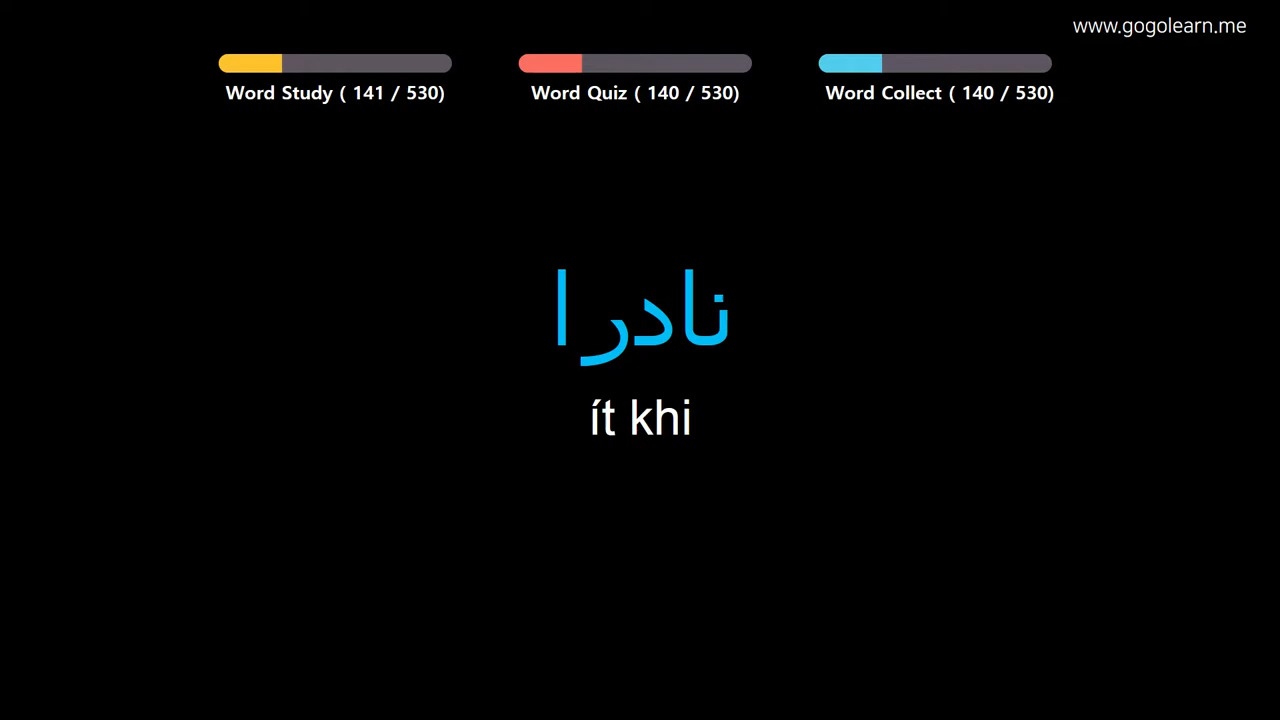 www.gogolearn.me
Word Study ( 141 / 530)
Word Quiz ( 140 / 530)
Word Collect ( 140 / 530)
نادرا
ít khi